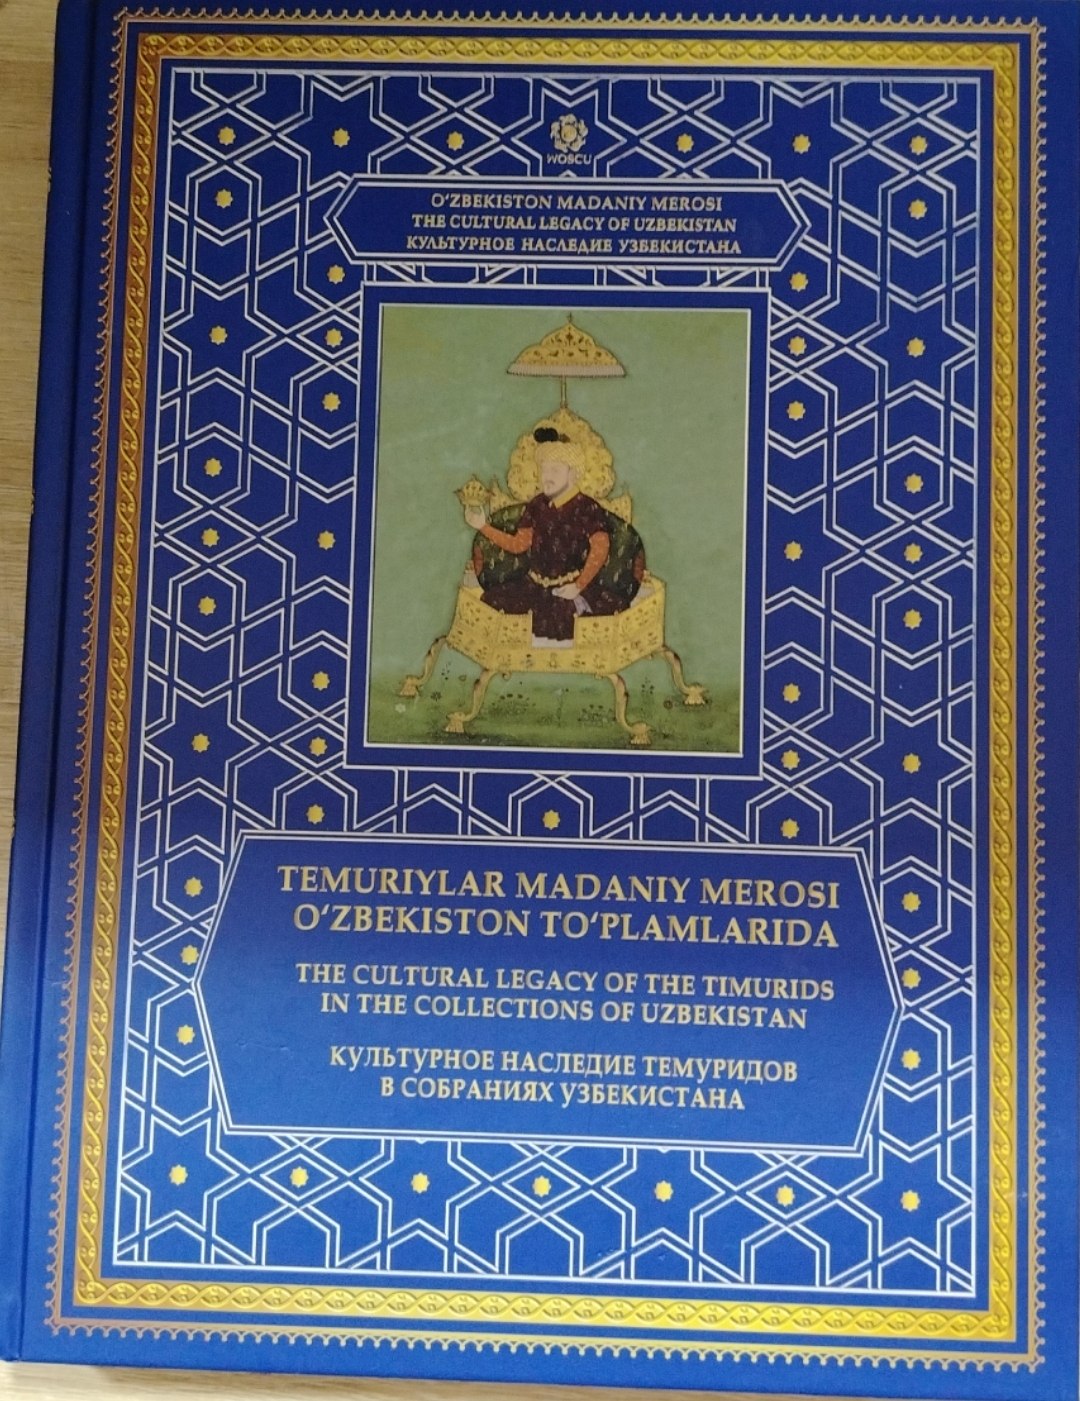 WOSCU
O‘ZBEKISTON MADANIY MEROSI
THE CULTURAL LEGACY OF UZBEKISTAN
КУЛЬТУРНОЕ НАСЛЕДИЕ УЗБЕКИСТАНА
TEMURIYLAR MADANIY MEROSI
O‘ZBEKISTON TO‘PLAMLARIDA
THE CULTURAL LEGACY OF THE TIMURIDS
IN THE COLLECTIONS OF UZBEKISTAN
КУЛЬТУРНОЕ НАСЛЕДИЕ ТЕМУРИДОВ
В СОБРАНИЯХ УЗБЕКИСТАНА